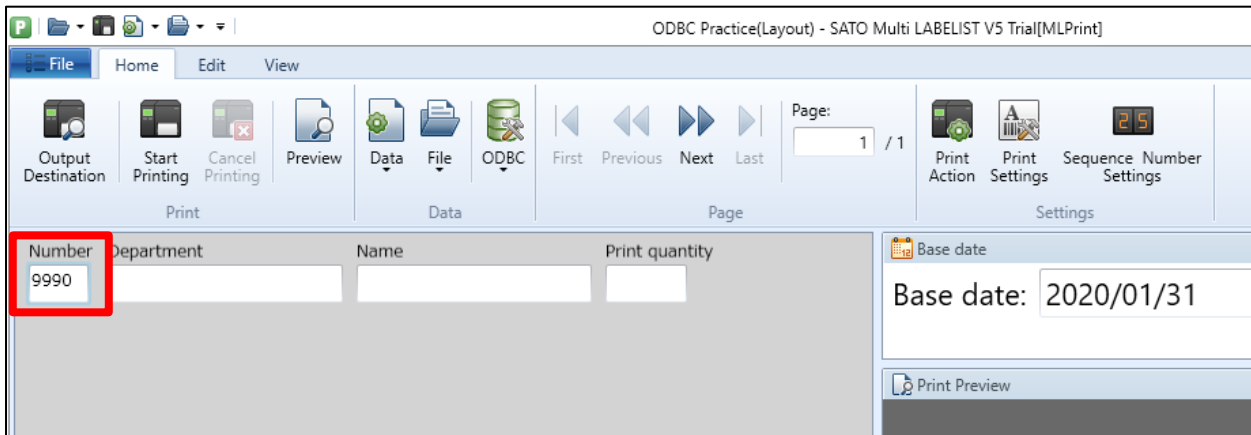 P
ODBC Practice(Layout) - SATO Multi LABELIST V5 Trial[MLPrint]
File Home Edit View
Output Destination Start Printing Cancel Printing Preview Data File ODBC First Previous Next Last Page: 1 / 1 Print Action Print Settings 25 Sequence Number Settings
Print Data Page Settings
Number Department Name Print quantity
9990
Base date
Base date: 2020/01/31
Print Preview